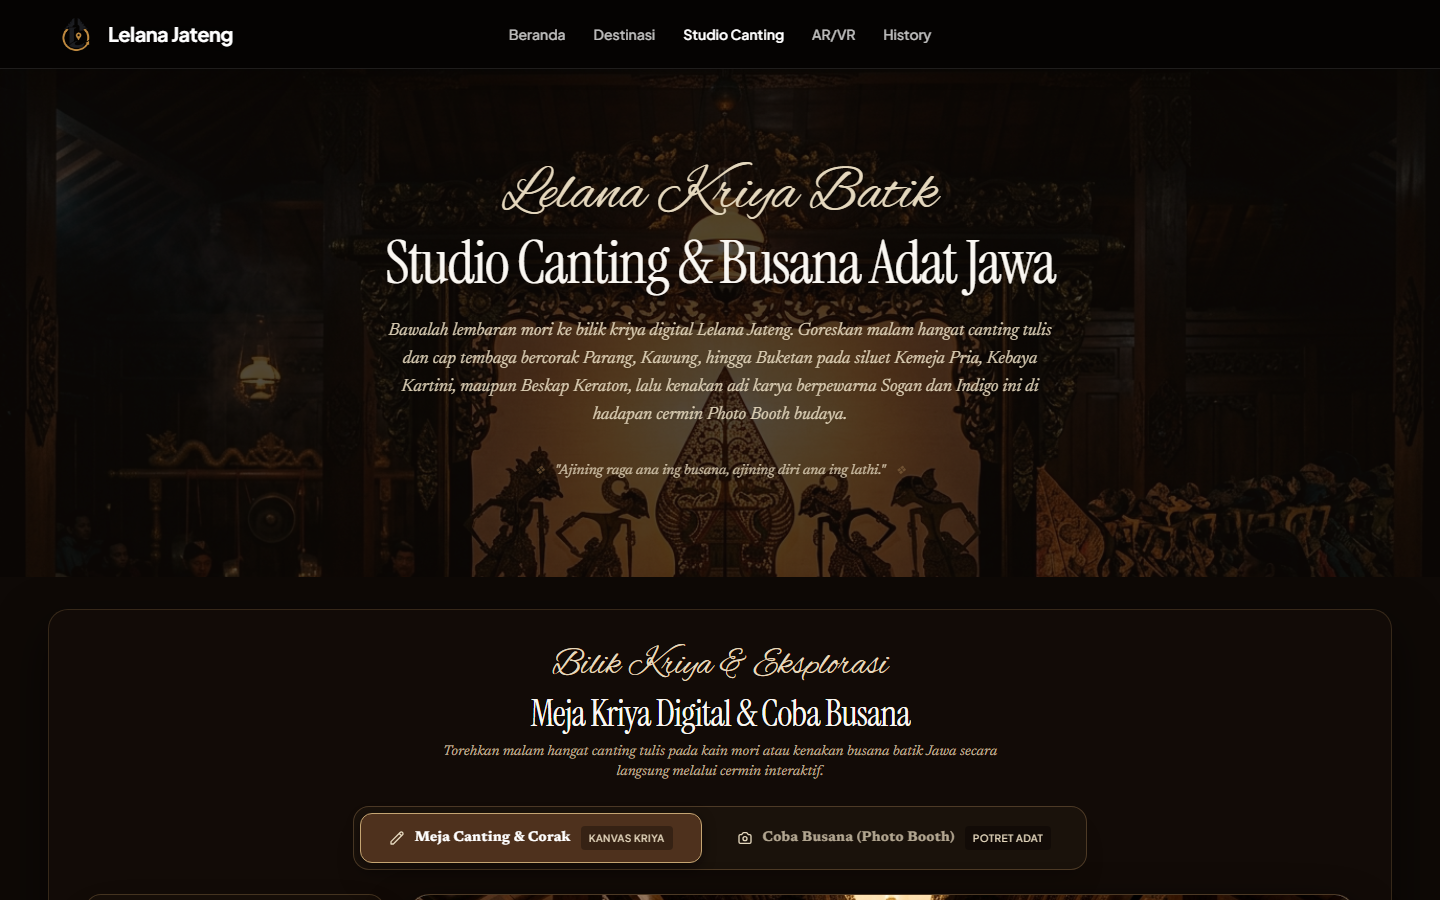 Lelana Jateng
Beranda
Destinasi
Studio Canting
AR/VR
History
Lelana Kriya Batik
Studio Canting & Busana Adat Jawa
Bawalah lembaran mori ke bilik kriya digital Lelana Jateng. Goreskan malam hangat canting tulis
dan cap tembaga bercorak Parang, Kawung, hingga Buketan pada siluet Kemeja Pria, Kebaya
Kartini, maupun Beskap Keraton, lalu kenakan adi karya berpewarna Sogan dan Indigo ini di
hadapan cermin Photo Booth budaya.
"Ajining raga ana ing busana, ajining diri ana ing lathi."
Bilik Kriya & Eksplorasi
Meja Kriya Digital & Coba Busana
Torehkan malam hangat canting tulis pada kain mori atau kenakan busana batik Jawa secara
langsung melalui cermin interaktif.
Meja Canting & Corak
KANVAS KRIYA
Coba Busana (Photo Booth)
POTRET ADAT